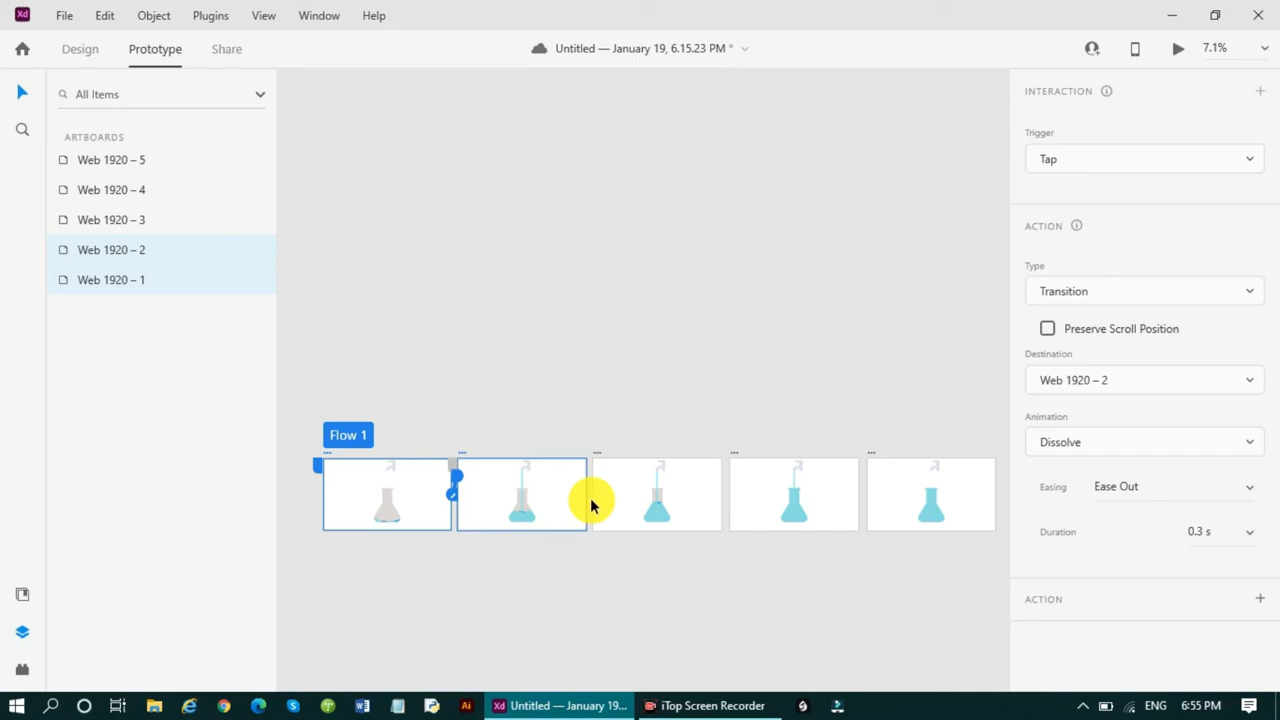 Xd File Edit Object Plugins View Window Help
Design Prototype Share Untitled — January 19, 6.15.23 PM * 7.1%
All Items
ARTBOARDS
Web 1920 – 5
Web 1920 – 4
Web 1920 – 3
Web 1920 – 2
Web 1920 – 1
Flow 1
INTERACTION
Trigger
Tap
ACTION
Type
Transition
Preserve Scroll Position
Destination
Web 1920 – 2
Animation
Dissolve
Easing Ease Out
Duration 0.3 s
ACTION
Ai Xd Untitled — January 19... iTop Screen Recorder ENG 6:55 PM